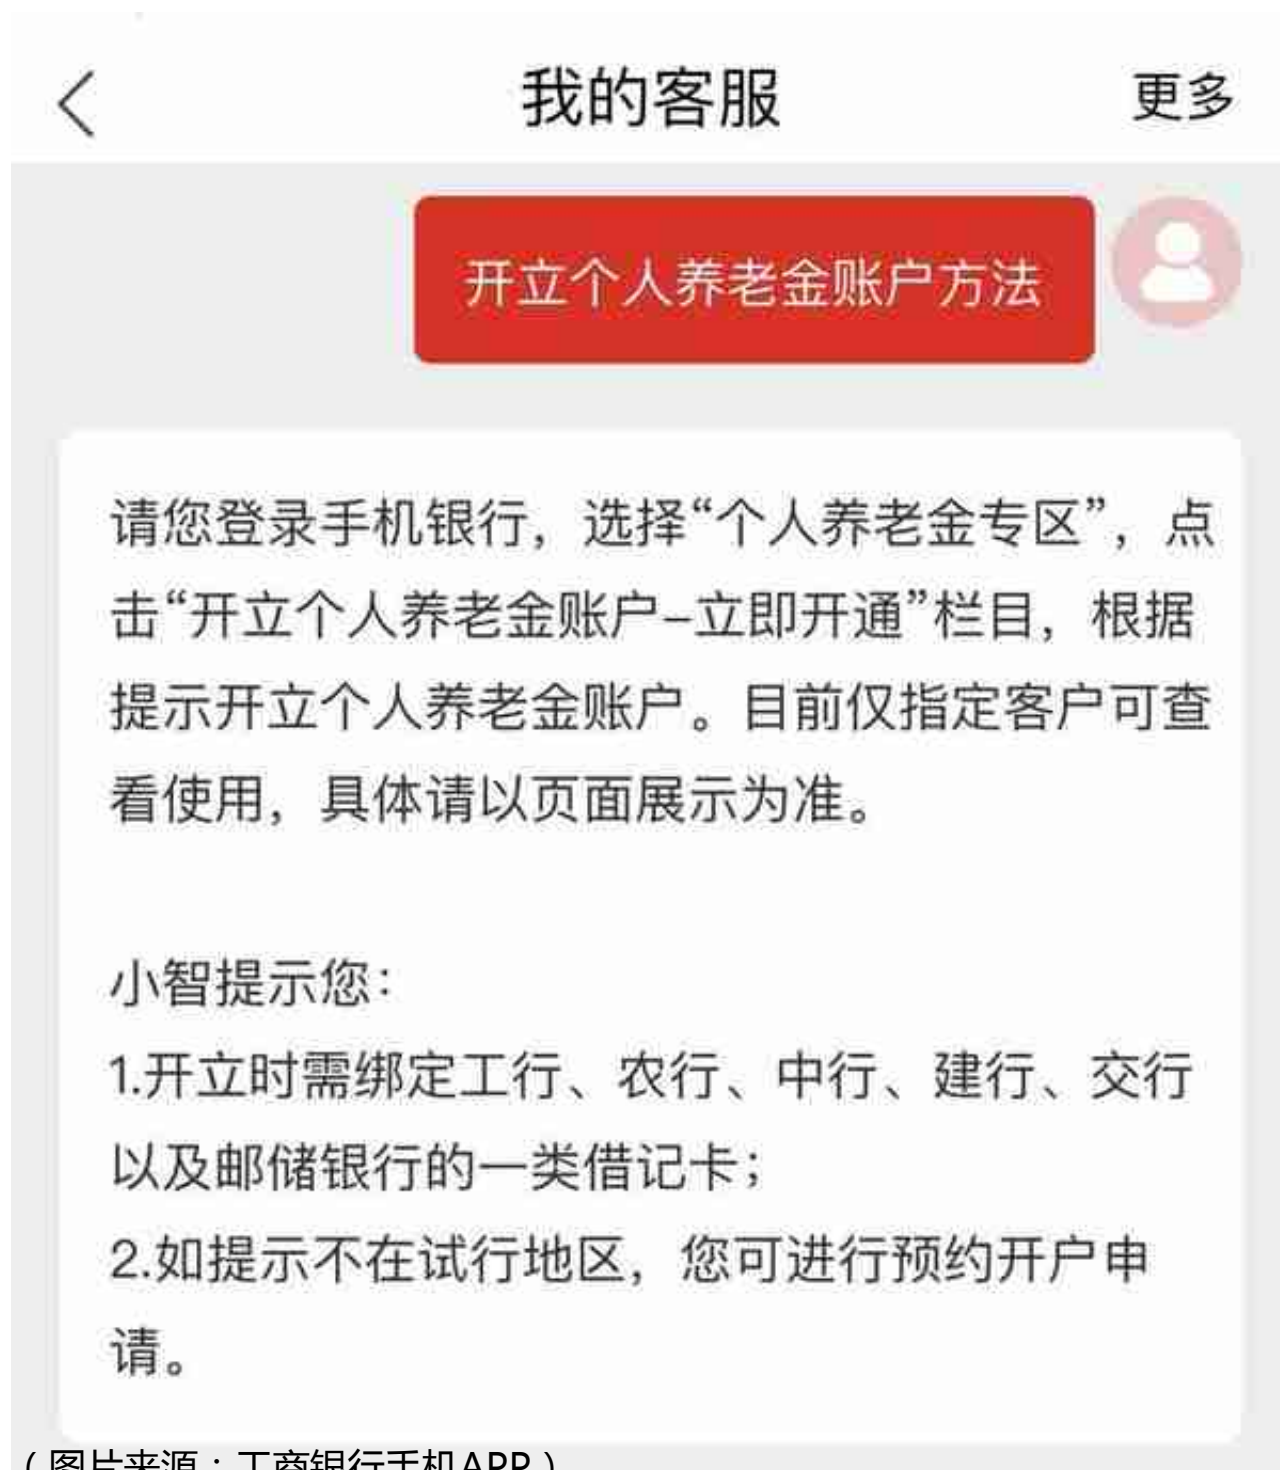 我的客服
更多
开立个人养老金账户方法
请您登录手机银行，选择“个人养老金专区”，点
击“开立个人养老金账户–立即开通”栏目，根据
提示开立个人养老金账户。目前仅指定客户可查
看使用，具体请以页面展示为准。
小智提示您：
1.开立时需绑定工行、农行、中行、建行、交行
以及邮储银行的一类借记卡；
2.如提示不在试行地区，您可进行预约开户申
请。
（图片来源：工商银行手机APP）